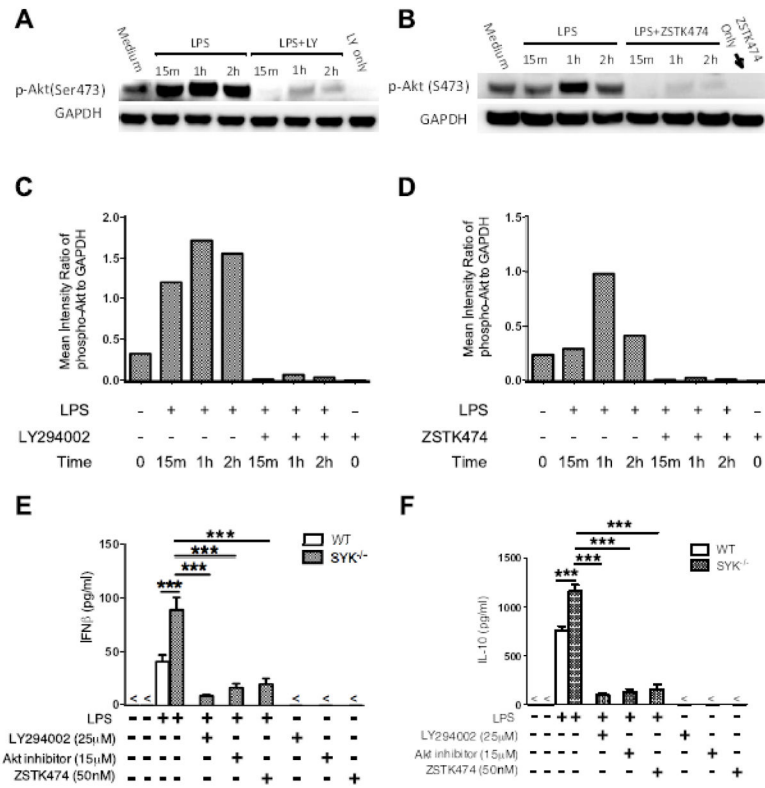 A
Medium
LPS
LPS+LY
LY only
15m 1h 2h 15m 1h 2h
p-Akt(Ser473)
GAPDH
B
Medium
LPS
LPS+ZSTK474
Only
ZSTK474
15m 1h 2h 15m 1h 2h
p-Akt (S473)
GAPDH
C
Mean Intensity Ratio of
phospho-Akt to GAPDH
2.0
1.5
1.0
0.5
0.0
LPS - + + + + + + -
LY294002 - - - - + + + +
Time 0 15m 1h 2h 15m 1h 2h 0
D
Mean Intensity Ratio of
phospho-Akt to GAPDH
1.5
1.0
0.5
0.0
LPS - + + + + + + -
ZSTK474 - - - - + + + +
Time 0 15m 1h 2h 15m 1h 2h 0
E
IFNβ (pg/ml)
150
100
50
0
***
***
***
***
WT
SYK-/-
< < < < <
LPS - - + + + + + - - -
LY294002 (25µM) - - - - + - - + - -
Akt inhibitor (15µM) - - - - - + - - + -
ZSTK474 (50nM) - - - - - - + - - +
F
IL-10 (pg/ml)
1500
1000
500
0
***
***
***
***
WT
SYK-/-
< < < < <
LPS - - + + + + + - - -
LY294002 (25µM) - - - - + - - + - -
Akt inhibitor (15µM) - - - - - + - - + -
ZSTK474 (50nM) - - - - - - + - - +